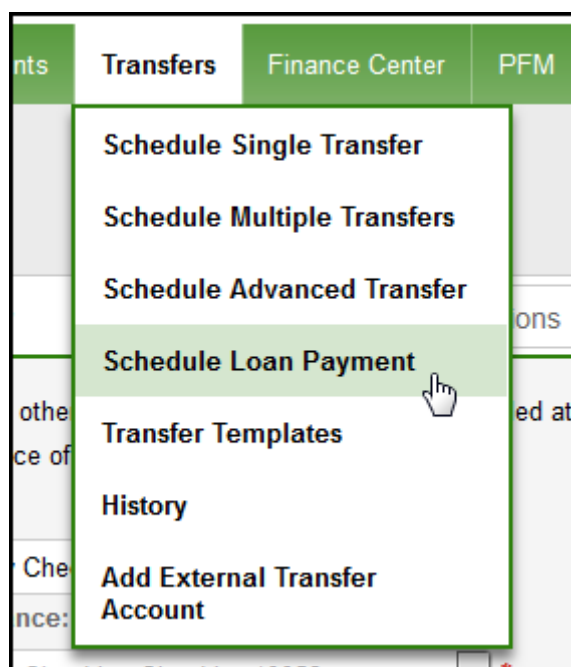 nts Transfers Finance Center PFM
Schedule Single Transfer
Schedule Multiple Transfers
Schedule Advanced Transfer
ions
Schedule Loan Payment
othe ed at
Transfer Templates
ce of
History
Che
Add External Transfer
nce:
Account